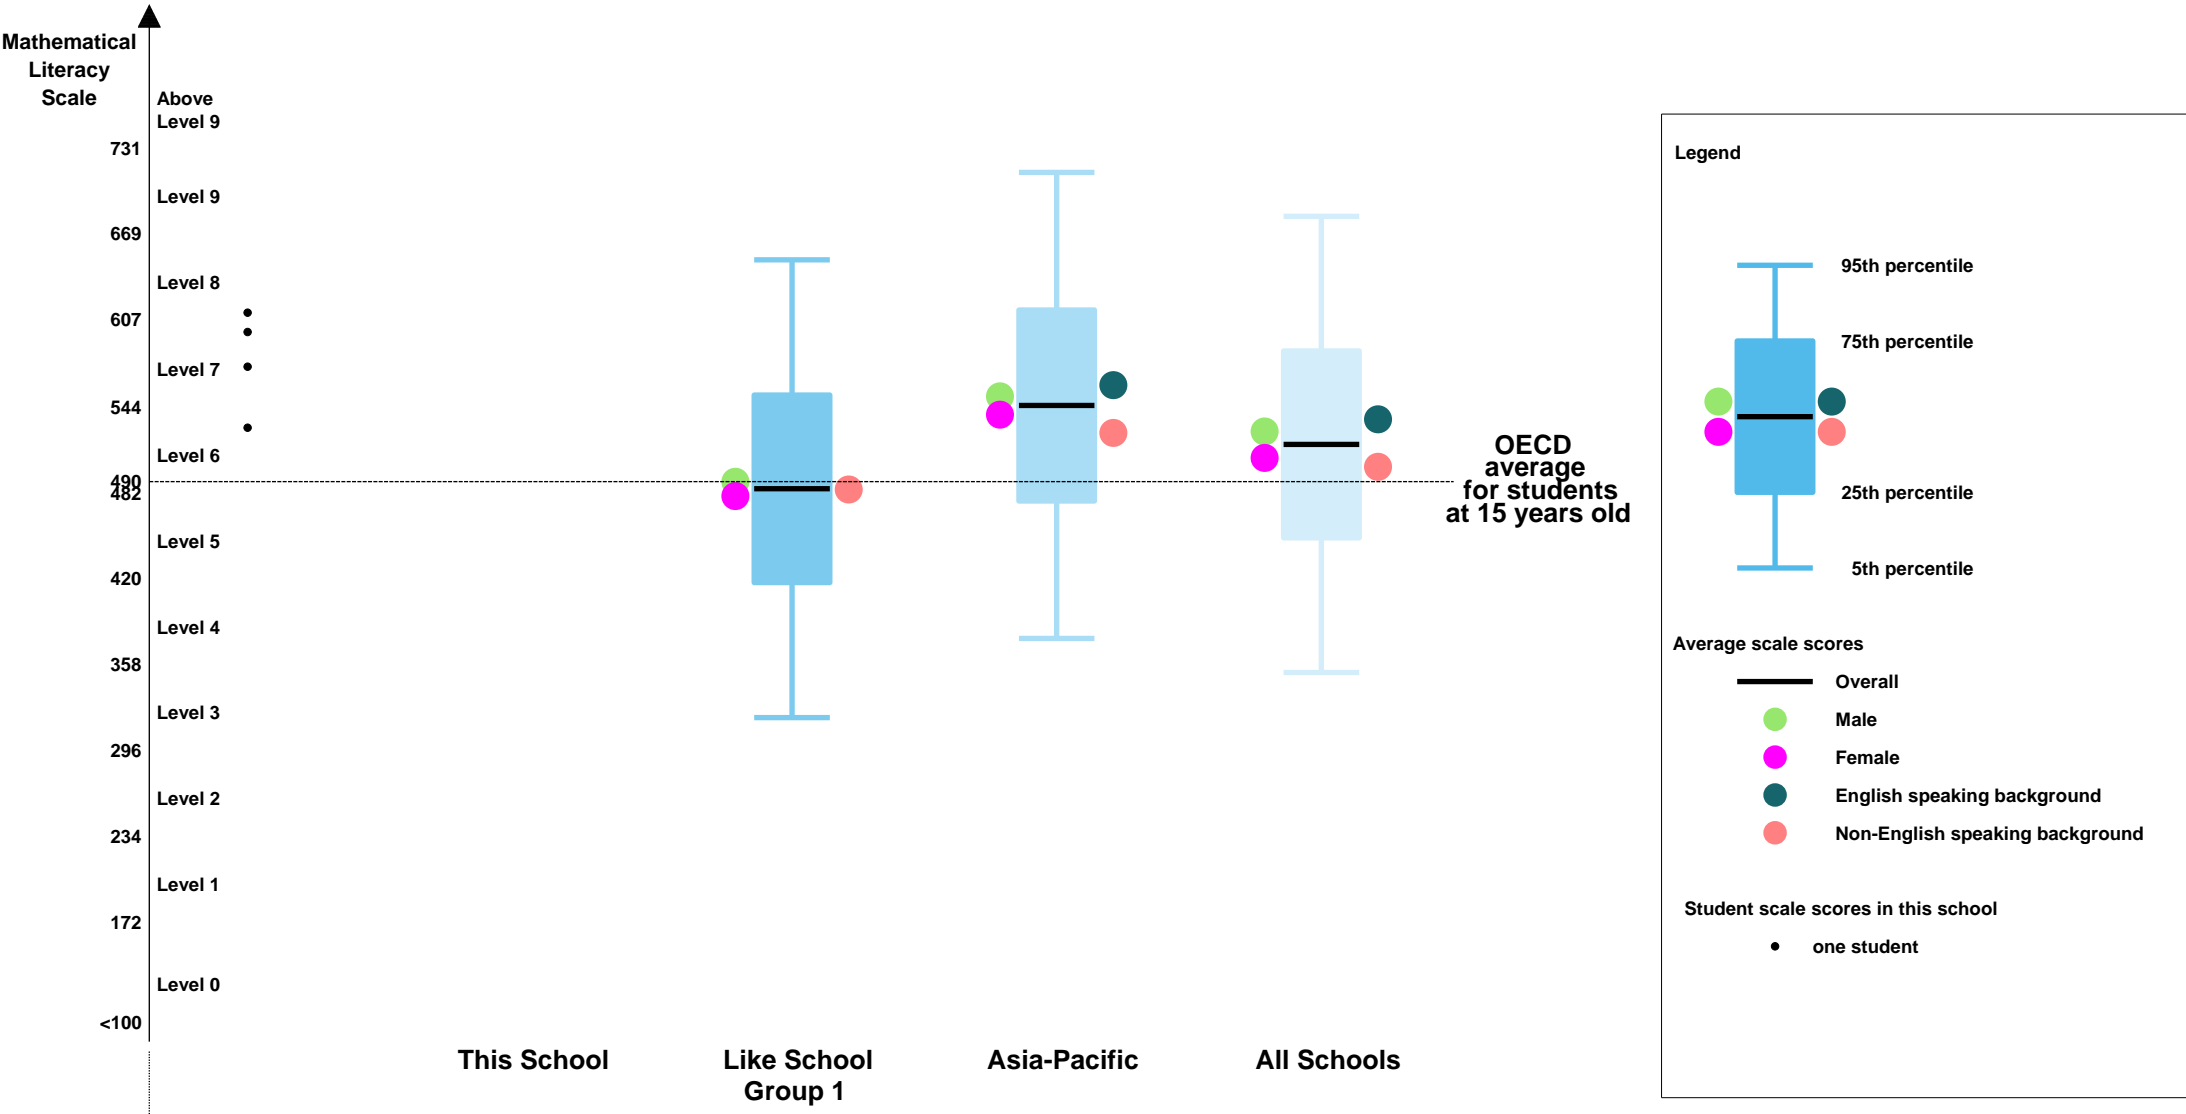 Mathematical
Literacy
Scale
Above
Level 9
731
Level 9
669
Level 8
607
Level 7
544
Level 6
490
482
Level 5
420
Level 4
358
Level 3
296
Level 2
234
Level 1
172
Level 0
<100
This School
Like School
Group 1
Asia-Pacific
All Schools
OECD
average
for students
at 15 years old
Legend
95th percentile
75th percentile
25th percentile
5th percentile
Average scale scores
Overall
Male
Female
English speaking background
Non-English speaking background
Student scale scores in this school
one student